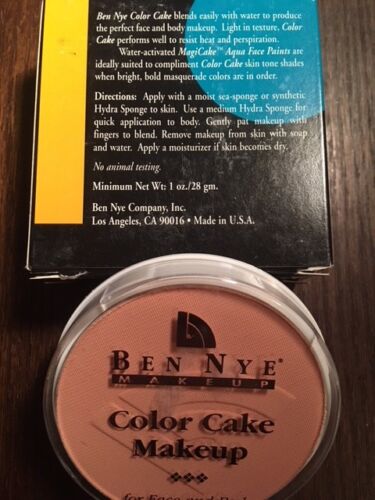 Ben Nye Color Cake blends easily with water to produce
the perfect face and body makeup. Light in texture, Color
Cake performs well to resist heat and perspiration.
Water-activated MagiCake™ Aqua Face Paints are
ideally suited to compliment Color Cake skin tone shades
when bright, bold masquerade colors are in order.
Directions: Apply with a moist sea-sponge or synthetic
Hydra Sponge to skin. Use a medium Hydra Sponge for
quick application to body. Gently pat makeup with
fingers to blend. Remove makeup from skin with soap
and water. Apply a moisturizer if skin becomes dry.
No animal testing.
Minimum Net Wt: 1 oz./28 gm.
Ben Nye Company, Inc.
Los Angeles, CA 90016 • Made in U.S.A.
BEN NYE®
MAKEUP
Color Cake
Makeup
for Face and